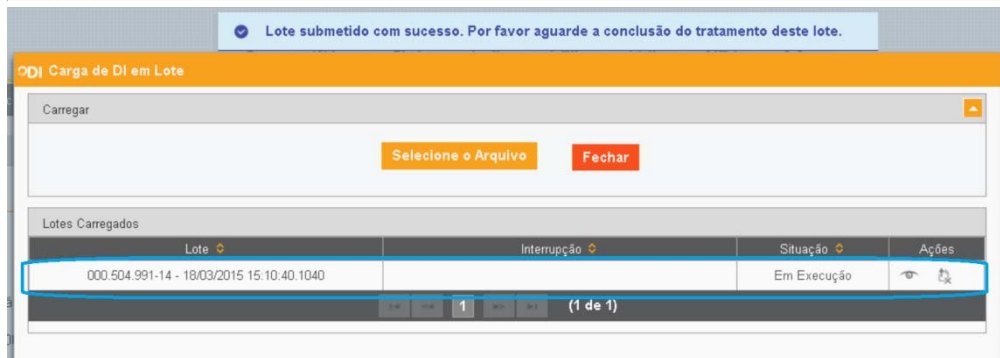 Lote submetido com sucesso. Por favor aguarde a conclusão do tratamento deste lote.
DI Carga de DI em Lote
Carregar
Selecione o Arquivo Fechar
Lotes Carregados
Lote Interrupção Situação Ações
000.504.991-14 - 18/03/2015 15:10:40.1040 Em Execução
1 (1 de 1)